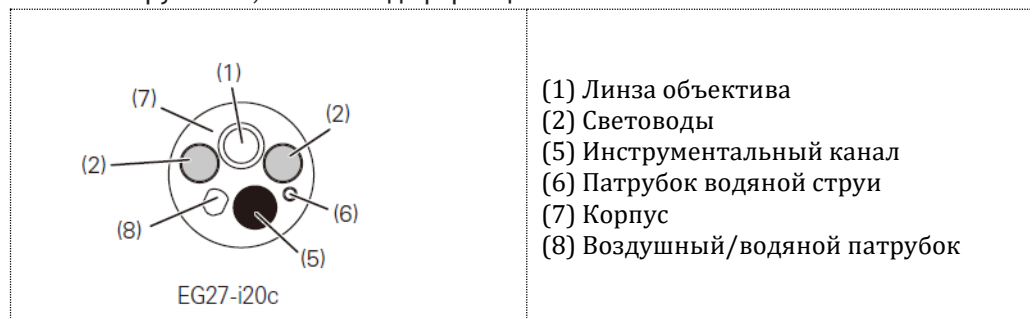 (1)
(7)
(2)
(2)
(6)
(8)
(5)
EG27-i20c
(1) Линза объектива
(2) Световоды
(5) Инструментальный канал
(6) Патрубок водяной струи
(7) Корпус
(8) Воздушный/водяной патрубок